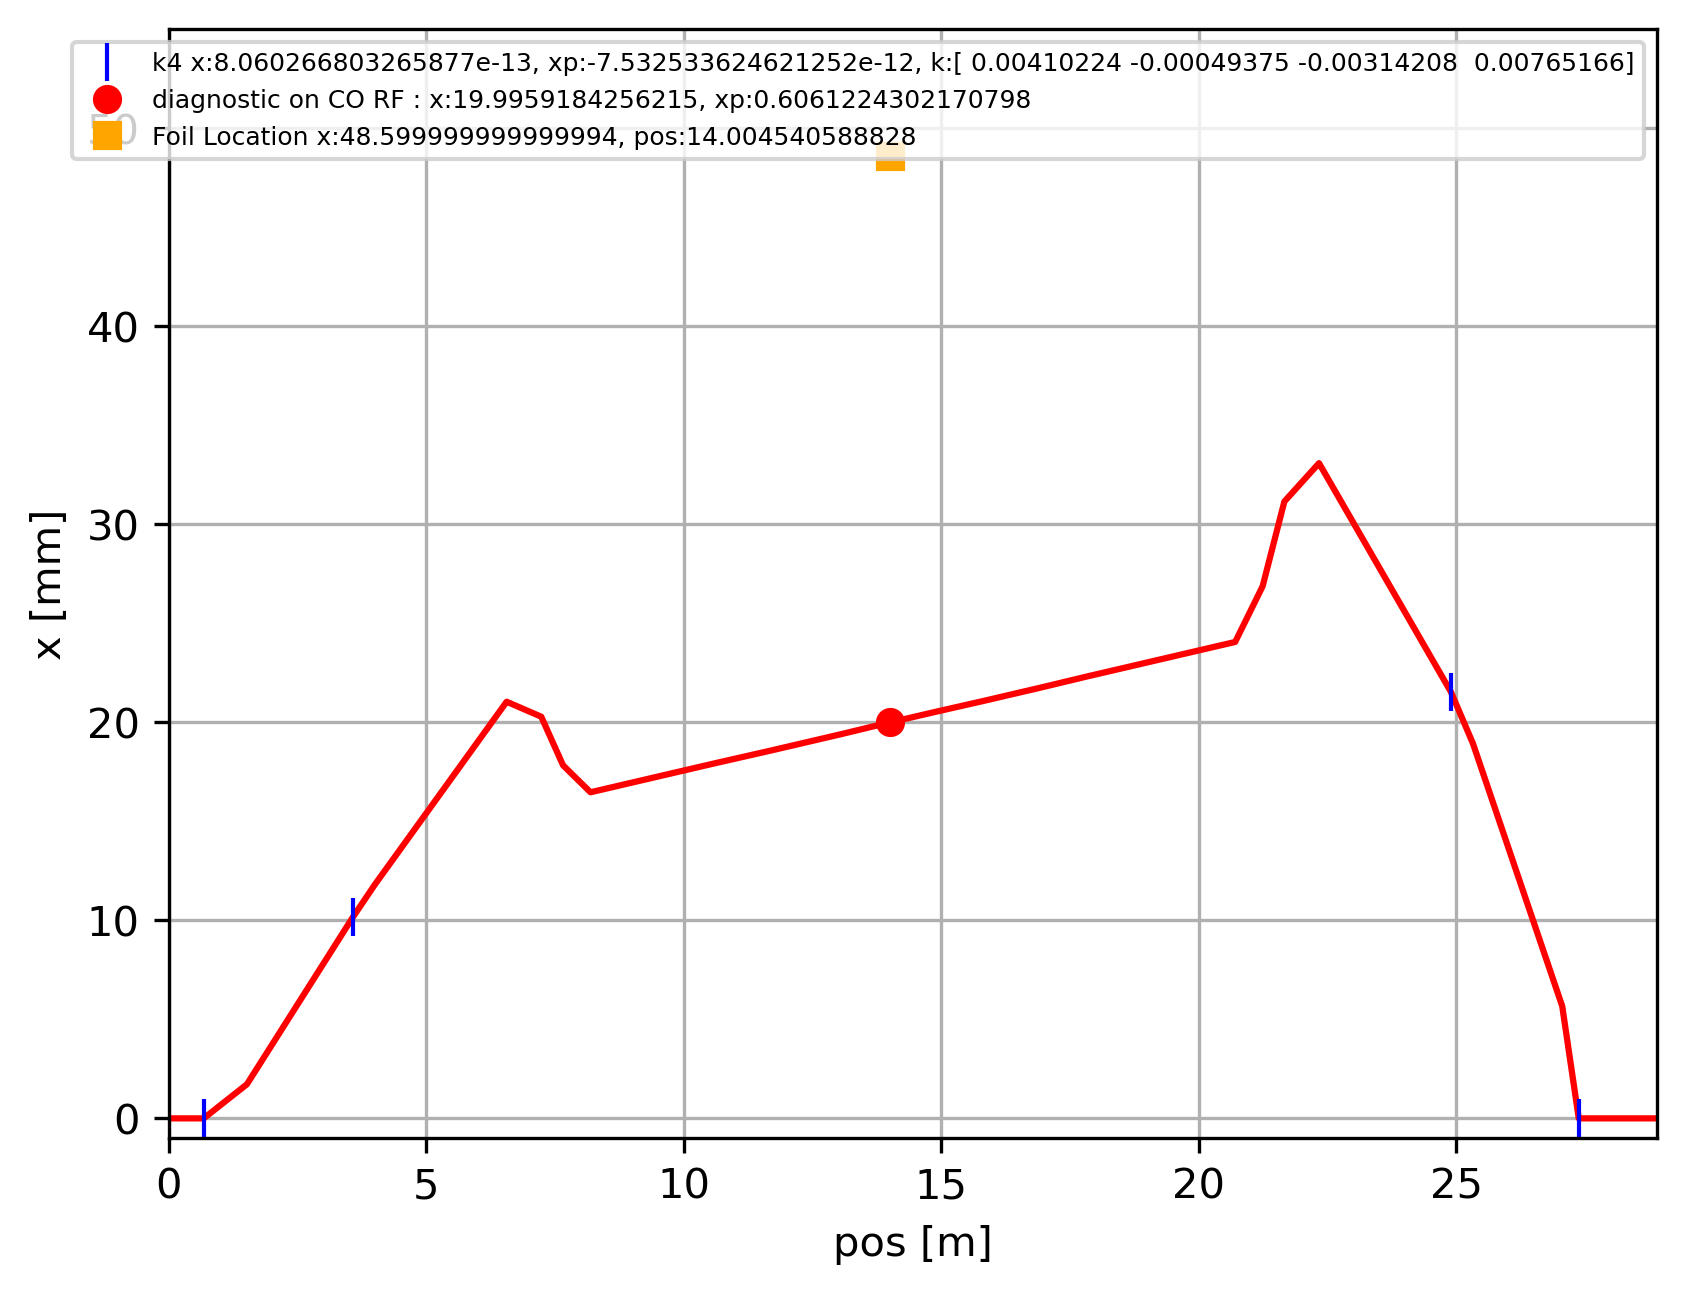 k4 x:8.060266803265877e-13, xp:-7.532533624621252e-12, k:[ 0.00410224 -0.00049375 -0.00314208  0.00765166]
diagnostic on CO RF : x:19.9959184256215, xp:0.6061224302170798
Foil Location x:48.599999999999994, pos:14.004540588828
50
40
30
20
10
0
x [mm]
0 5 10 15 20 25
pos [m]